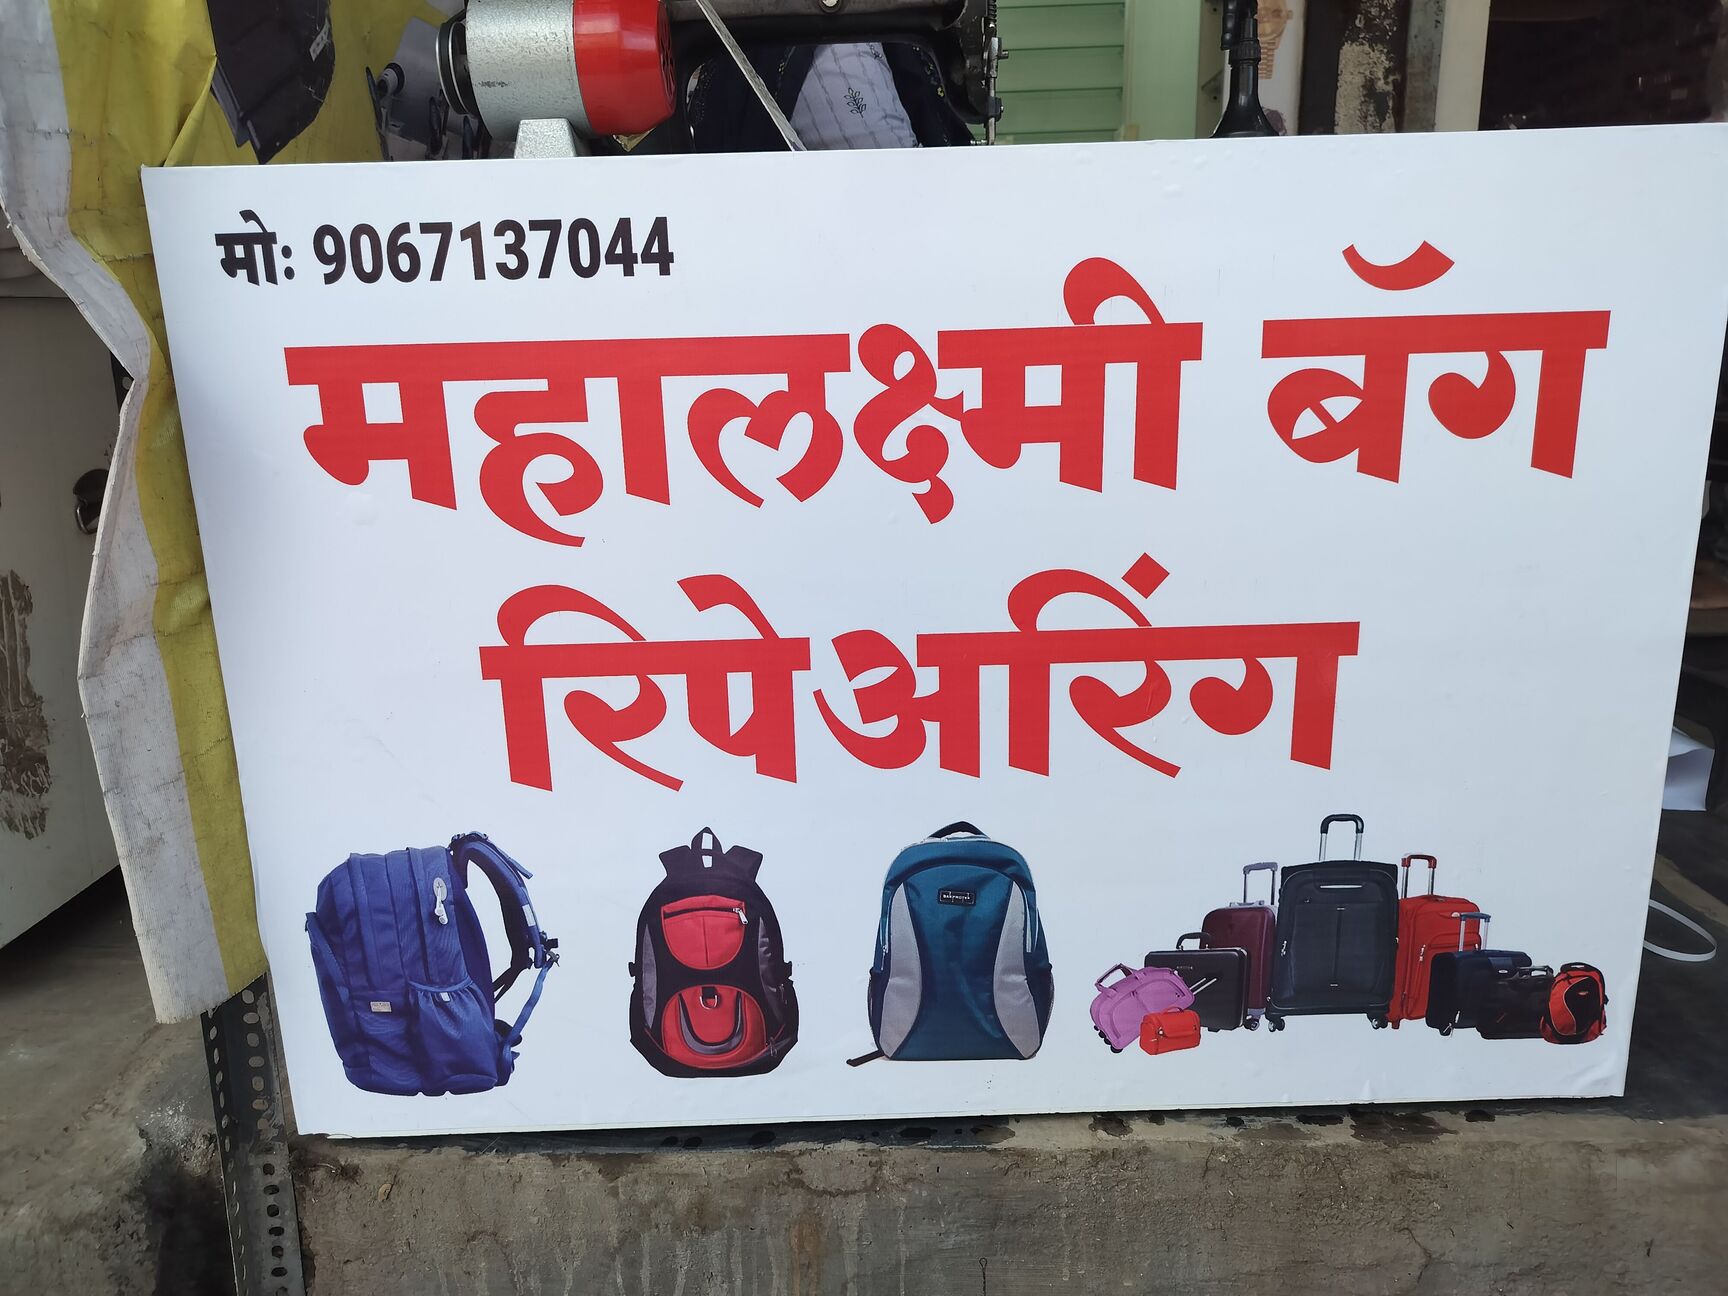 मो: 9067137044
महालक्ष्मी बॅग
रिपेअरिंग